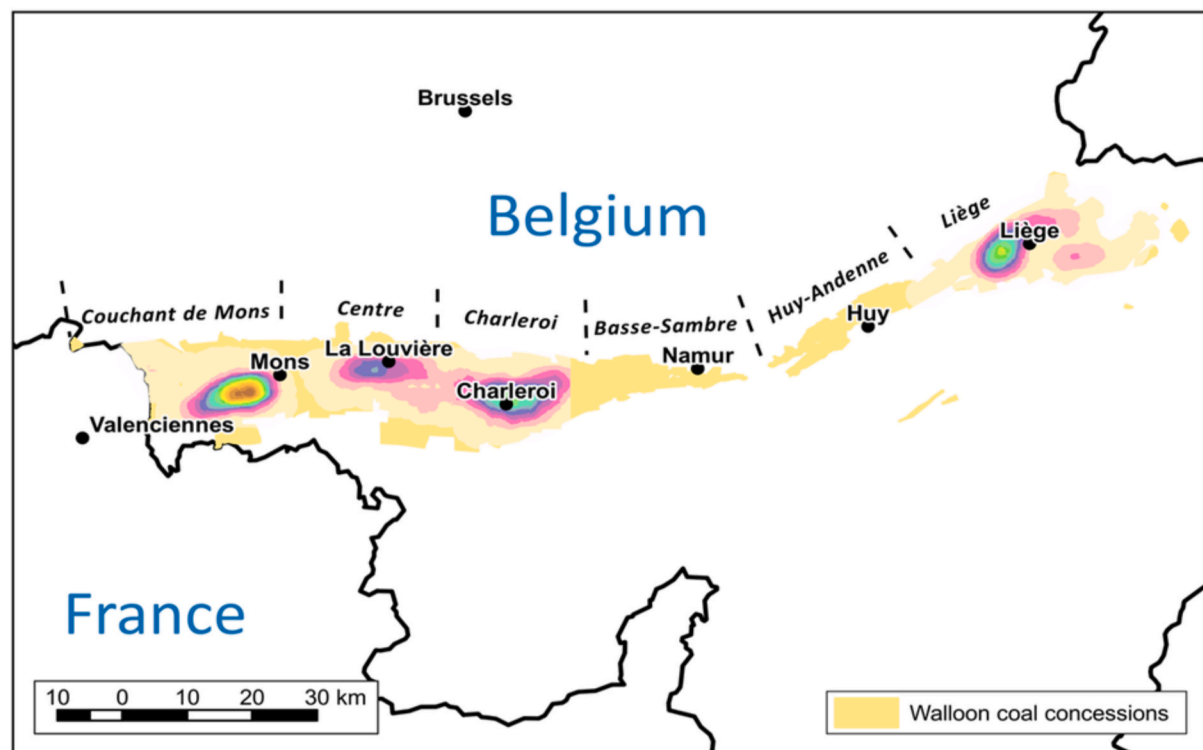 Brussels
Belgium
Liège
Liège
Huy-Andenne
Huy
Couchant de Mons
Centre
Charleroi
Basse-Sambre
La Louvière
Namur
Mons
Charleroi
Valenciennes
France
10 0 10 20 30 km
Walloon coal concessions